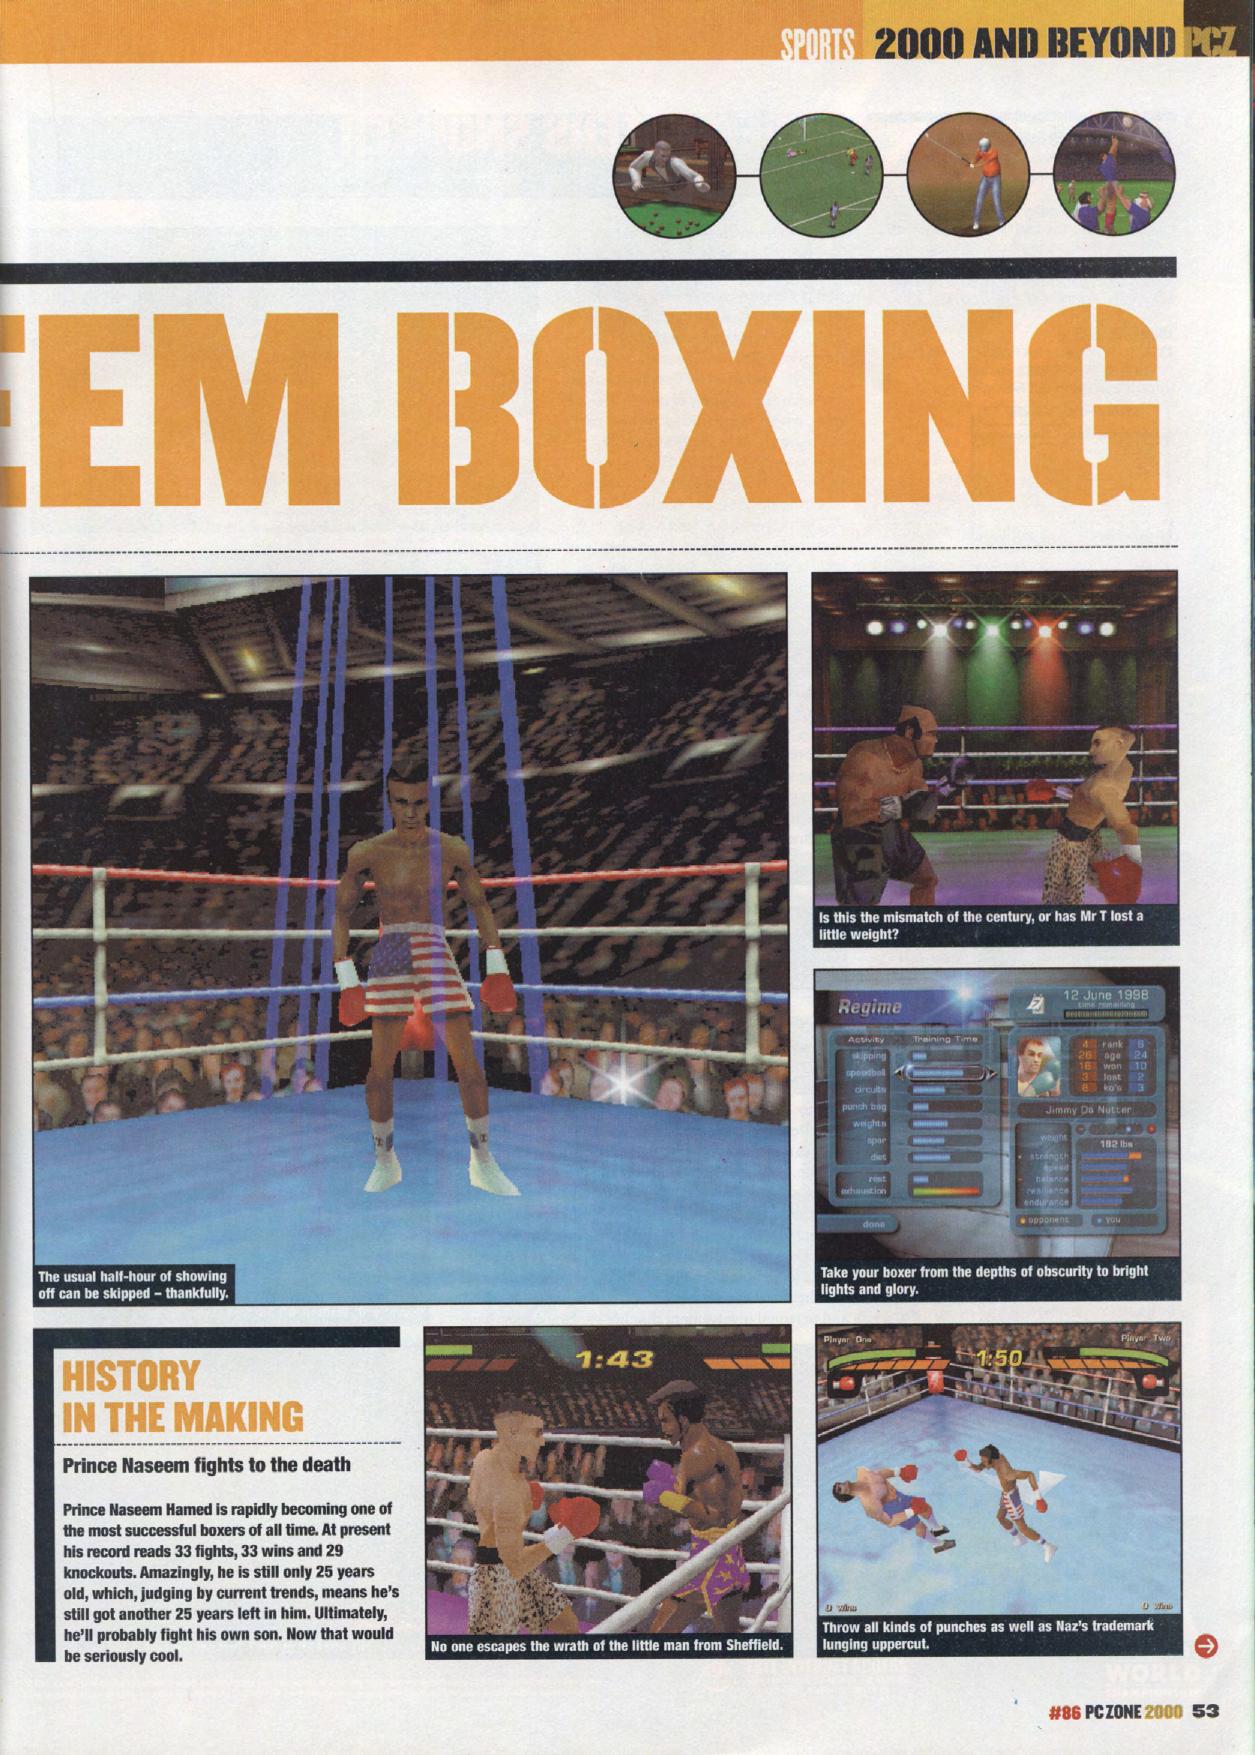 SPORTS 2000 AND BEYOND PCZ
EEM BOXING
The usual half-hour of showing
off can be skipped – thankfully.
Is this the mismatch of the century, or has Mr T lost a
little weight?
Regime
12 June 1998
time remaining
Activity Training Time
skipping
speedball
circuits
punch bag
weights
spar
diet
rest
exhaustion
done
4 rank 6
26 age 24
16 won 10
3 lost 2
6 ko's 3
Jimmy Da Nutter
weight
182 lbs
strength
speed
balance
resilience
endurance
opponent you
Take your boxer from the depths of obscurity to bright
lights and glory.
HISTORY
IN THE MAKING
Prince Naseem fights to the death
Prince Naseem Hamed is rapidly becoming one of
the most successful boxers of all time. At present
his record reads 33 fights, 33 wins and 29
knockouts. Amazingly, he is still only 25 years
old, which, judging by current trends, means he's
still got another 25 years left in him. Ultimately,
he'll probably fight his own son. Now that would
be seriously cool.
1:43
No one escapes the wrath of the little man from Sheffield.
Player One Player Two
1:50
0 Wins 0 Wins
Throw all kinds of punches as well as Naz's trademark
lunging uppercut.
#86 PC ZONE 2000 53